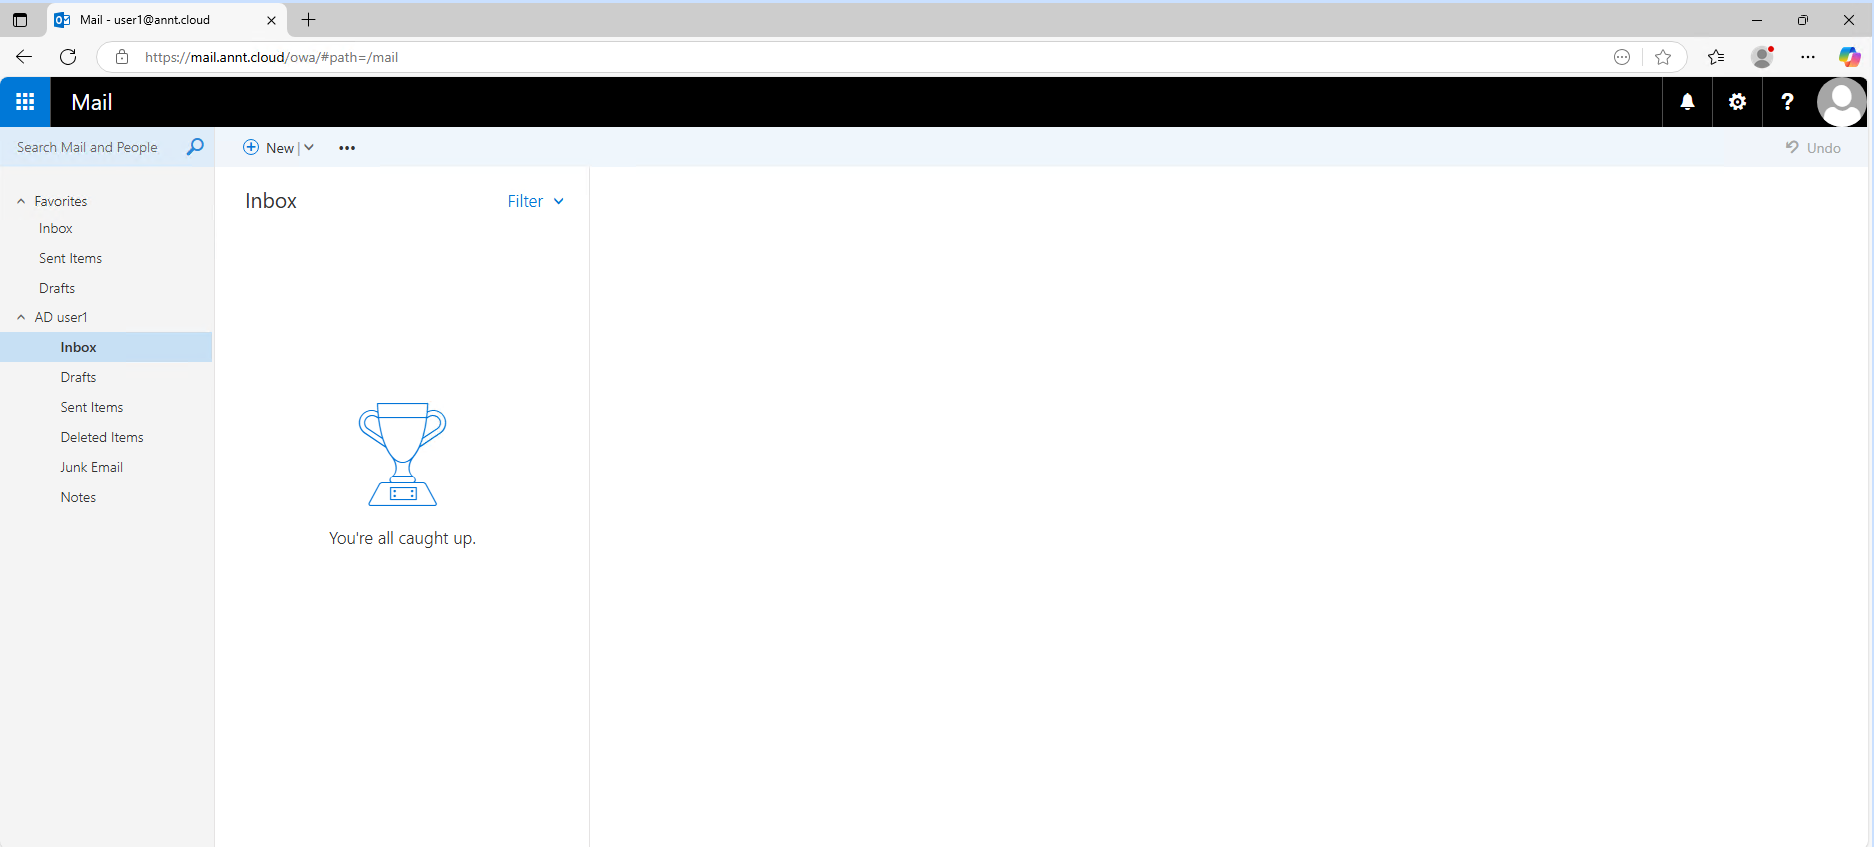 Mail - user1@annt.cloud
https://mail.annt.cloud/owa/#path=/mail
Mail
?
Search Mail and People
New
Undo
Favorites
Inbox
Sent Items
Drafts
AD user1
Inbox
Drafts
Sent Items
Deleted Items
Junk Email
Notes
Inbox
Filter
You're all caught up.